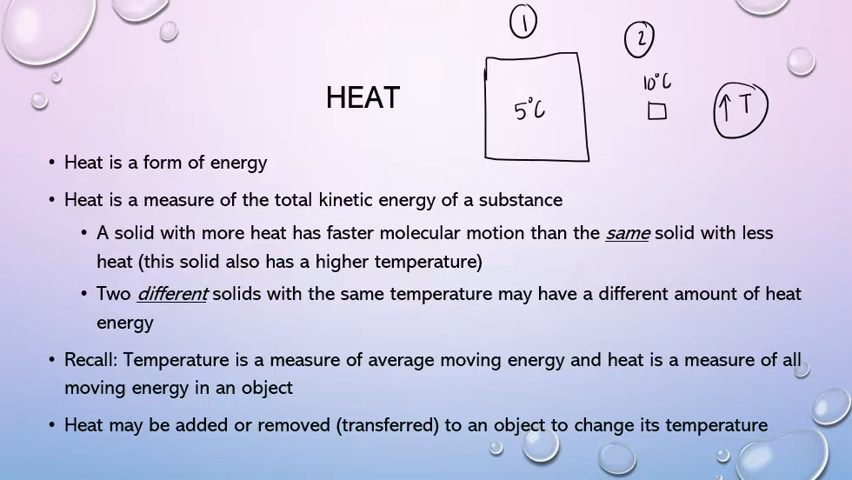 ①
②
10°C
HEAT
5°C
↑ T
• Heat is a form of energy
• Heat is a measure of the total kinetic energy of a substance
• A solid with more heat has faster molecular motion than the same solid with less
heat (this solid also has a higher temperature)
• Two different solids with the same temperature may have a different amount of heat
energy
• Recall: Temperature is a measure of average moving energy and heat is a measure of all
moving energy in an object
• Heat may be added or removed (transferred) to an object to change its temperature